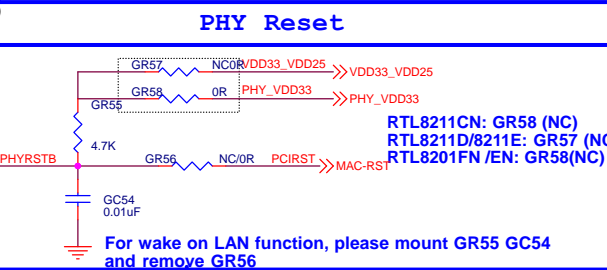 PHY Reset
GR57 NC0R VDD33_VDD25 VDD33_VDD25
GR58 0R PHY_VDD33 PHY_VDD33
GR55
4.7K
RTL8211CN: GR58 (NC)
RTL8211D/8211E: GR57 (NC
RTL8201FN /EN: GR58(NC)
PHYRSTB GR56 NC/0R PCIRST MAC-RST
GC54
0.01uF
For wake on LAN function, please mount GR55 GC54
and remove GR56